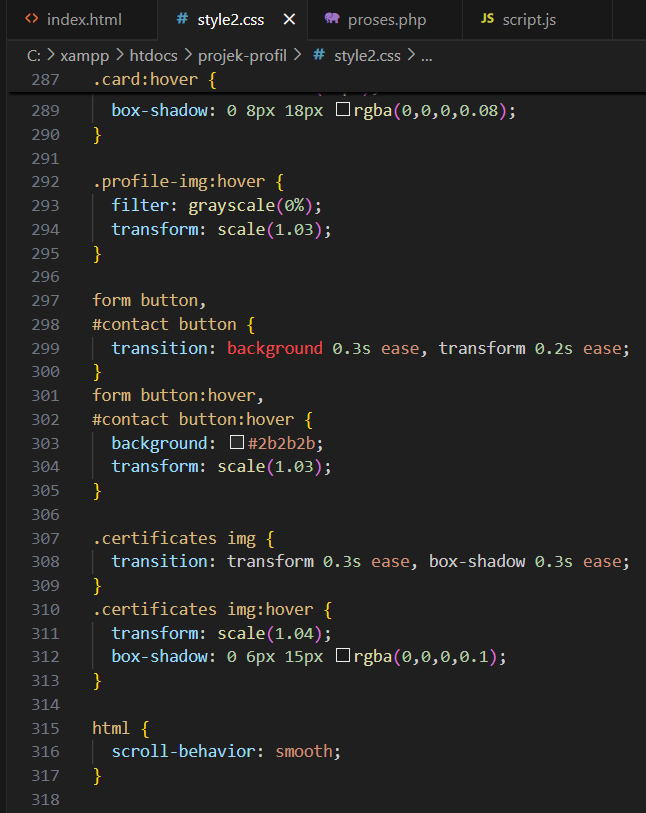 index.html style2.css proses.php JS script.js
C: > xampp > htdocs > projek-profil > # style2.css > ...
287 .card:hover {
289 box-shadow: 0 8px 18px rgba(0,0,0,0.08);
290 }
291
292 .profile-img:hover {
293 filter: grayscale(0%);
294 transform: scale(1.03);
295 }
296
297 form button,
298 #contact button {
299 transition: background 0.3s ease, transform 0.2s ease;
300 }
301 form button:hover,
302 #contact button:hover {
303 background: #2b2b2b;
304 transform: scale(1.03);
305 }
306
307 .certificates img {
308 transition: transform 0.3s ease, box-shadow 0.3s ease;
309 }
310 .certificates img:hover {
311 transform: scale(1.04);
312 box-shadow: 0 6px 15px rgba(0,0,0,0.1);
313 }
314
315 html {
316 scroll-behavior: smooth;
317 }
318